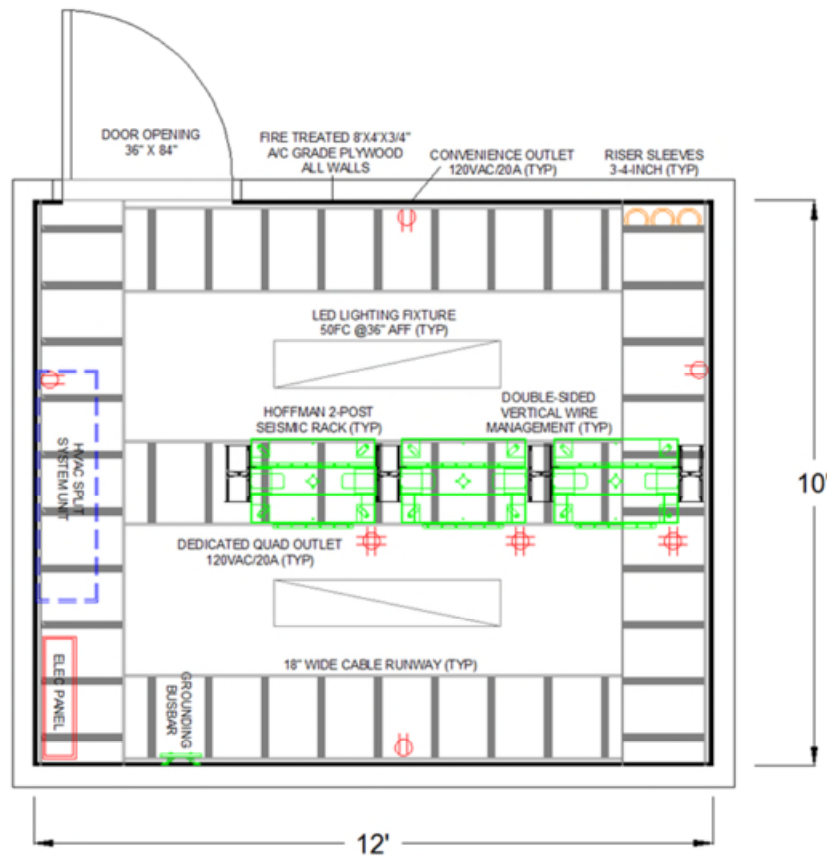 DOOR OPENING
36" X 84"
FIRE TREATED 8'X4'X3/4"
A/C GRADE PLYWOOD
ALL WALLS
CONVENIENCE OUTLET
120VAC/20A (TYP)
RISER SLEEVES
3-4-INCH (TYP)
LED LIGHTING FIXTURE
50FC @36" AFF (TYP)
HOFFMAN 2-POST
SEISMIC RACK (TYP)
DOUBLE-SIDED
VERTICAL WIRE
MANAGEMENT (TYP)
HVAC SPLIT
SYSTEM UNIT
10'
DEDICATED QUAD OUTLET
120VAC/20A (TYP)
18" WIDE CABLE RUNWAY (TYP)
ELEC PANEL
GROUNDING
BUSBAR
12'